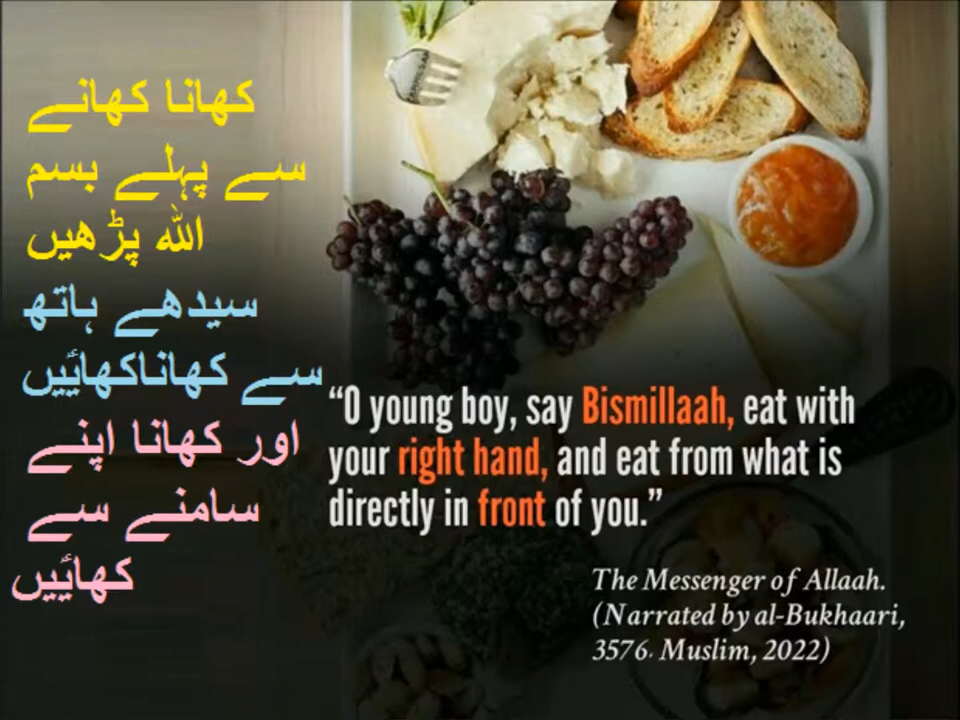 کھانا کھانے
سے پہلے بسم
اللہ پڑھیں
سیدھے ہاتھ
سے کھاناکھائیں
اور کھانا اپنے
سامنے سے
کھائیں
“O young boy, say Bismillaah, eat with
your right hand, and eat from what is
directly in front of you.”
The Messenger of Allaah.
(Narrated by al-Bukhaari,
3576. Muslim, 2022)